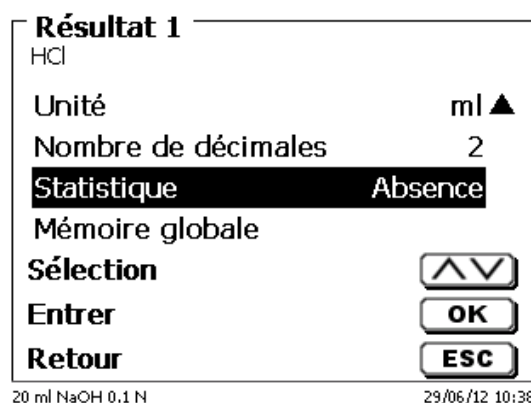 Résultat 1
HCl
Unité ml ▲
Nombre de décimales 2
Statistique Absence
Mémoire globale
Sélection
Entrer OK
Retour ESC
20 ml NaOH 0.1 N 29/06/12 10:38